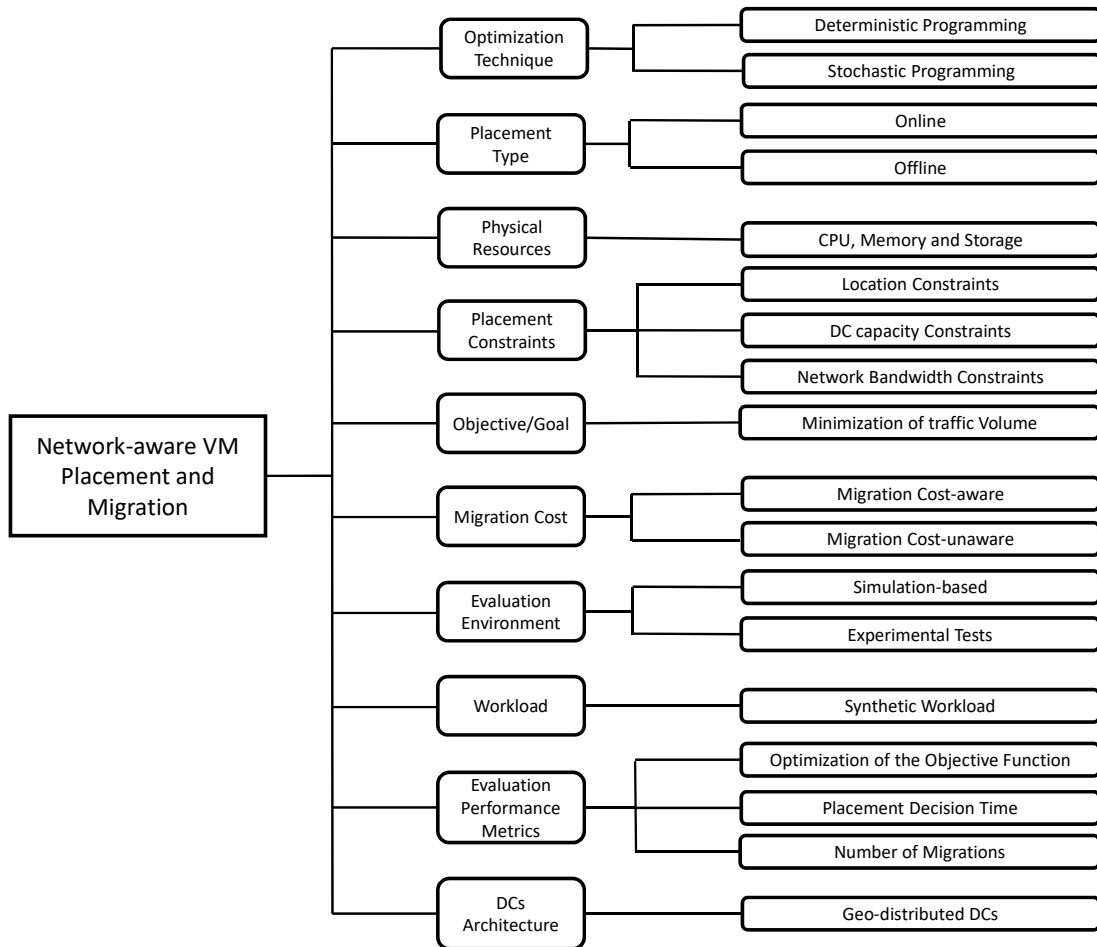 Network-aware VM
Placement and
Migration
Optimization
Technique
Deterministic Programming
Stochastic Programming
Placement
Type
Online
Offline
Physical
Resources
CPU, Memory and Storage
Placement
Constraints
Location Constraints
DC capacity Constraints
Network Bandwidth Constraints
Objective/Goal
Minimization of traffic Volume
Migration Cost
Migration Cost-aware
Migration Cost-unaware
Evaluation
Environment
Simulation-based
Experimental Tests
Workload
Synthetic Workload
Evaluation
Performance
Metrics
Optimization of the Objective Function
Placement Decision Time
Number of Migrations
DCs
Architecture
Geo-distributed DCs